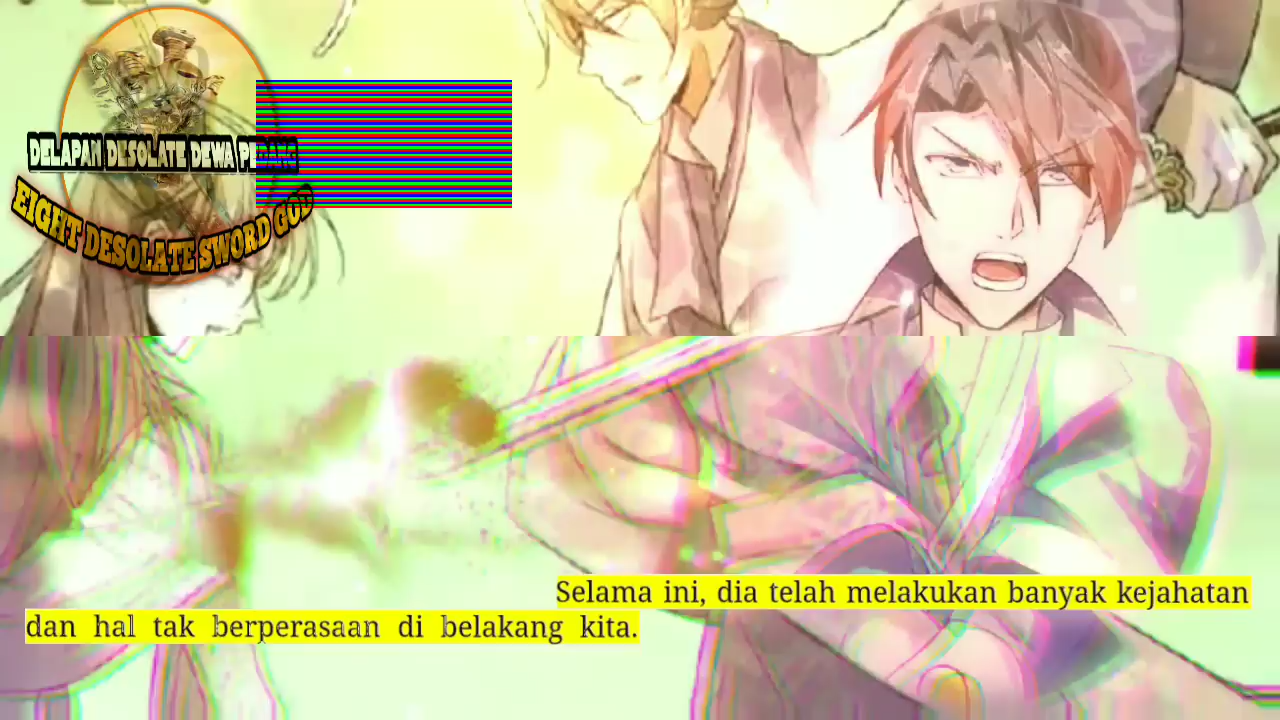 DELAPAN DESOLATE DEWA PEDANG
EIGHT DESOLATE SWORD GOD
Selama ini, dia telah melakukan banyak kejahatan
dan hal tak berperasaan di belakang kita.